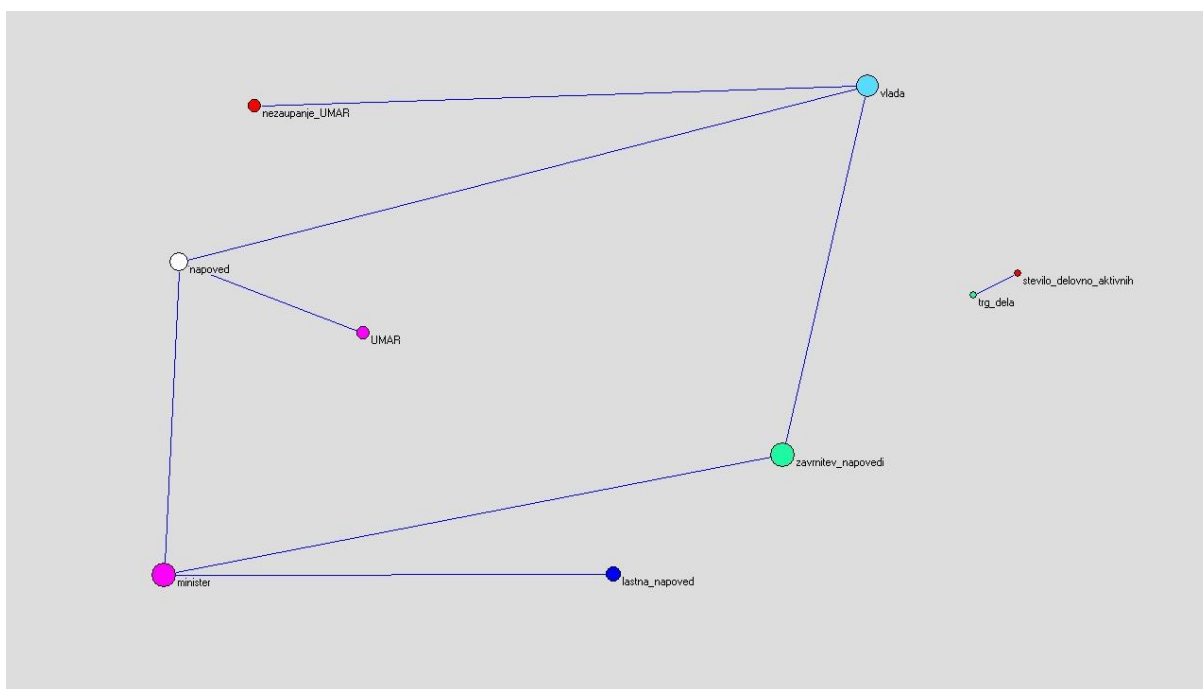 vlada
nezaupanje_UMAR
napoved
stevilo_delovno_aktivnih
trg_dela
UMAR
zavrnitev_napovedi
minister
lastna_napoved